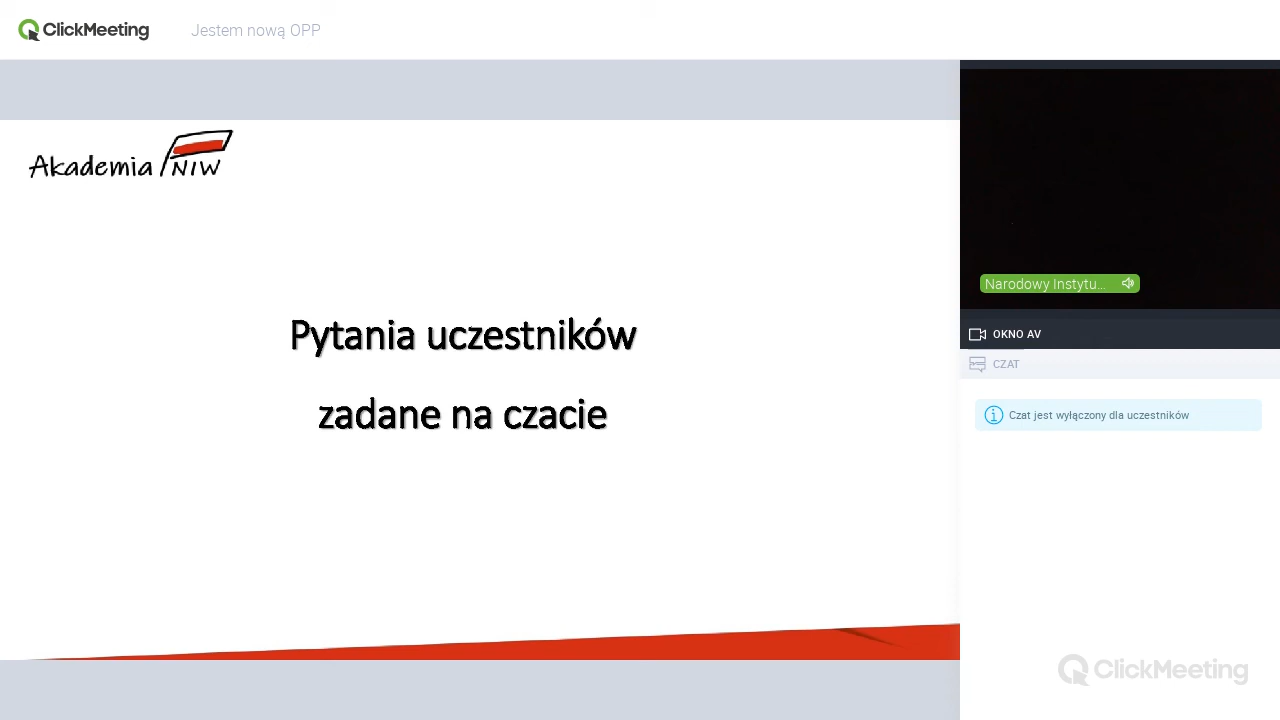 ClickMeeting
Jestem nową OPP
Akademia NIW
Pytania uczestników
zadane na czacie
Narodowy Instytu...
OKNO AV
CZAT
Czat jest wyłączony dla uczestników
ClickMeeting